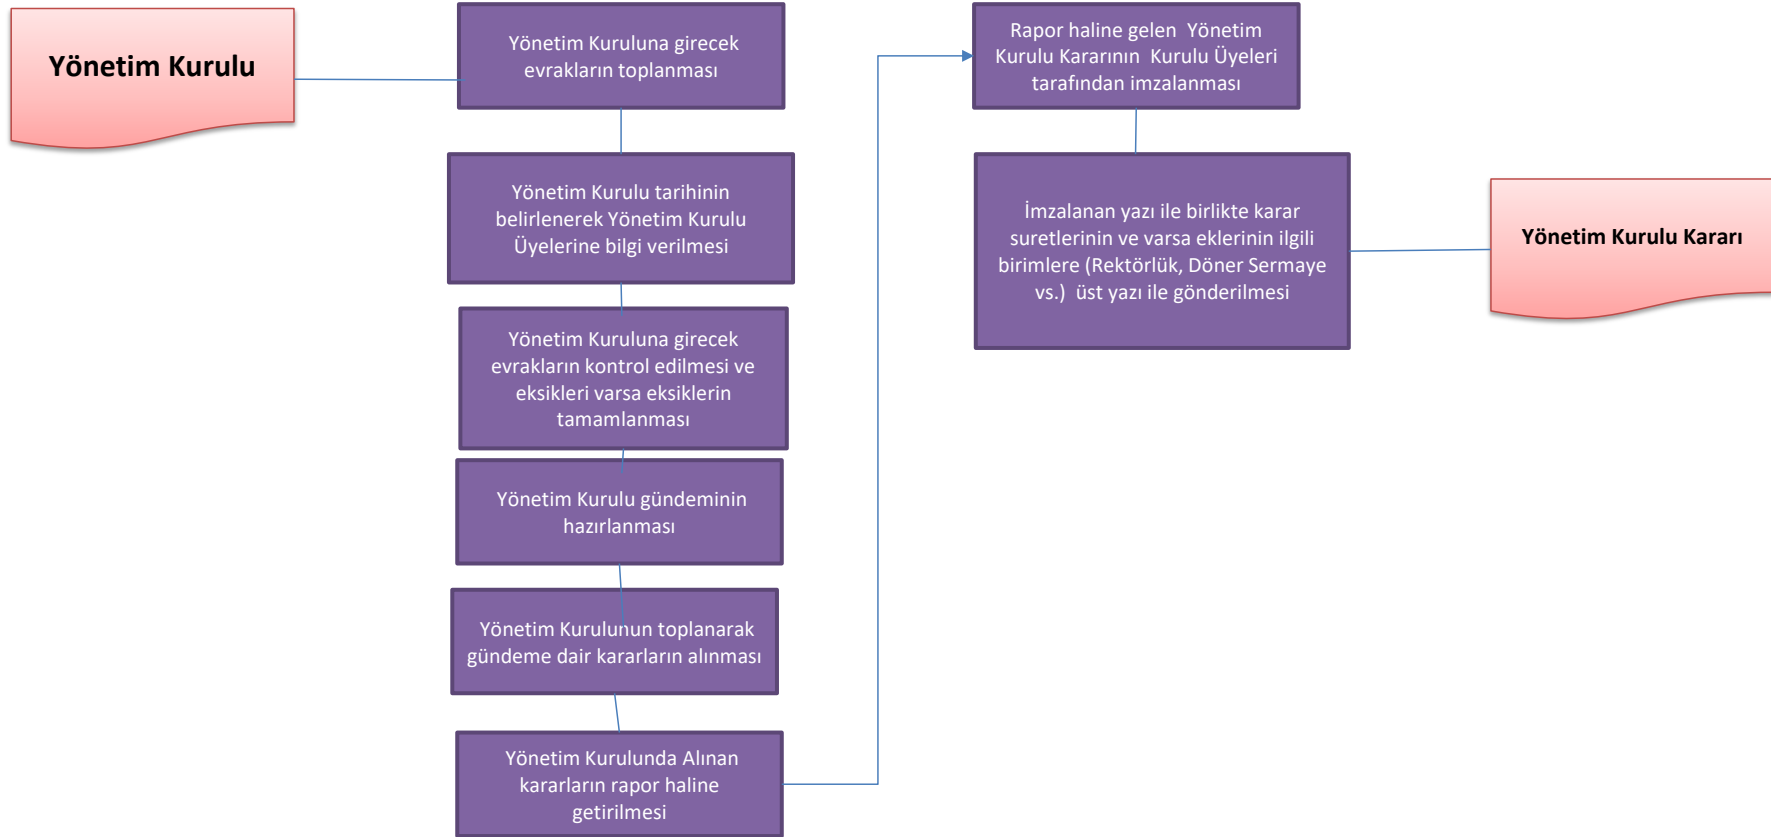 Yönetim Kurulu
Yönetim Kuruluna girecek
evrakların toplanması
Yönetim Kurulu tarihinin
belirlenerek Yönetim Kurulu
Üyelerine bilgi verilmesi
Yönetim Kuruluna girecek
evrakların kontrol edilmesi ve
eksikleri varsa eksiklerin
tamamlanması
Yönetim Kurulu gündeminin
hazırlanması
Yönetim Kurulunun toplanarak
gündeme dair kararların alınması
Yönetim Kurulunda Alınan
kararların rapor haline
getirilmesi
Rapor haline gelen Yönetim
Kurulu Kararının Kurulu Üyeleri
tarafından imzalanması
İmzalanan yazı ile birlikte karar
suretlerinin ve varsa eklerinin ilgili
birimlere (Rektörlük, Döner Sermaye
vs.) üst yazı ile gönderilmesi
Yönetim Kurulu Kararı